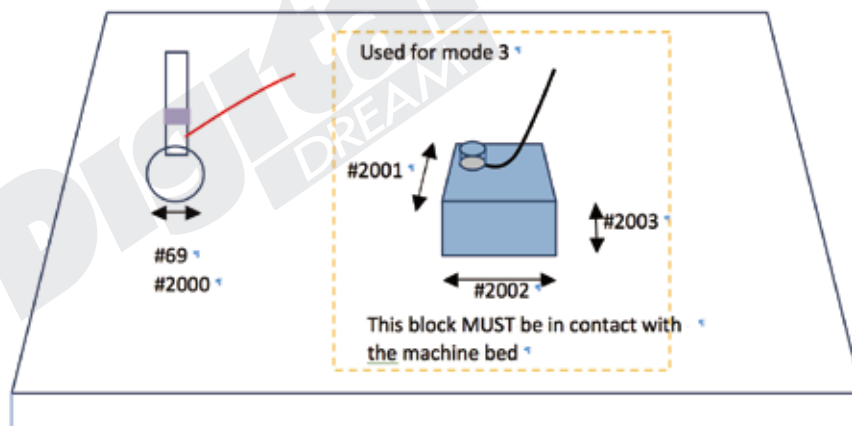 Digital
DREAM
Used for mode 3
#2001
#2003
#69
#2000
#2002
This block MUST be in contact with
the machine bed